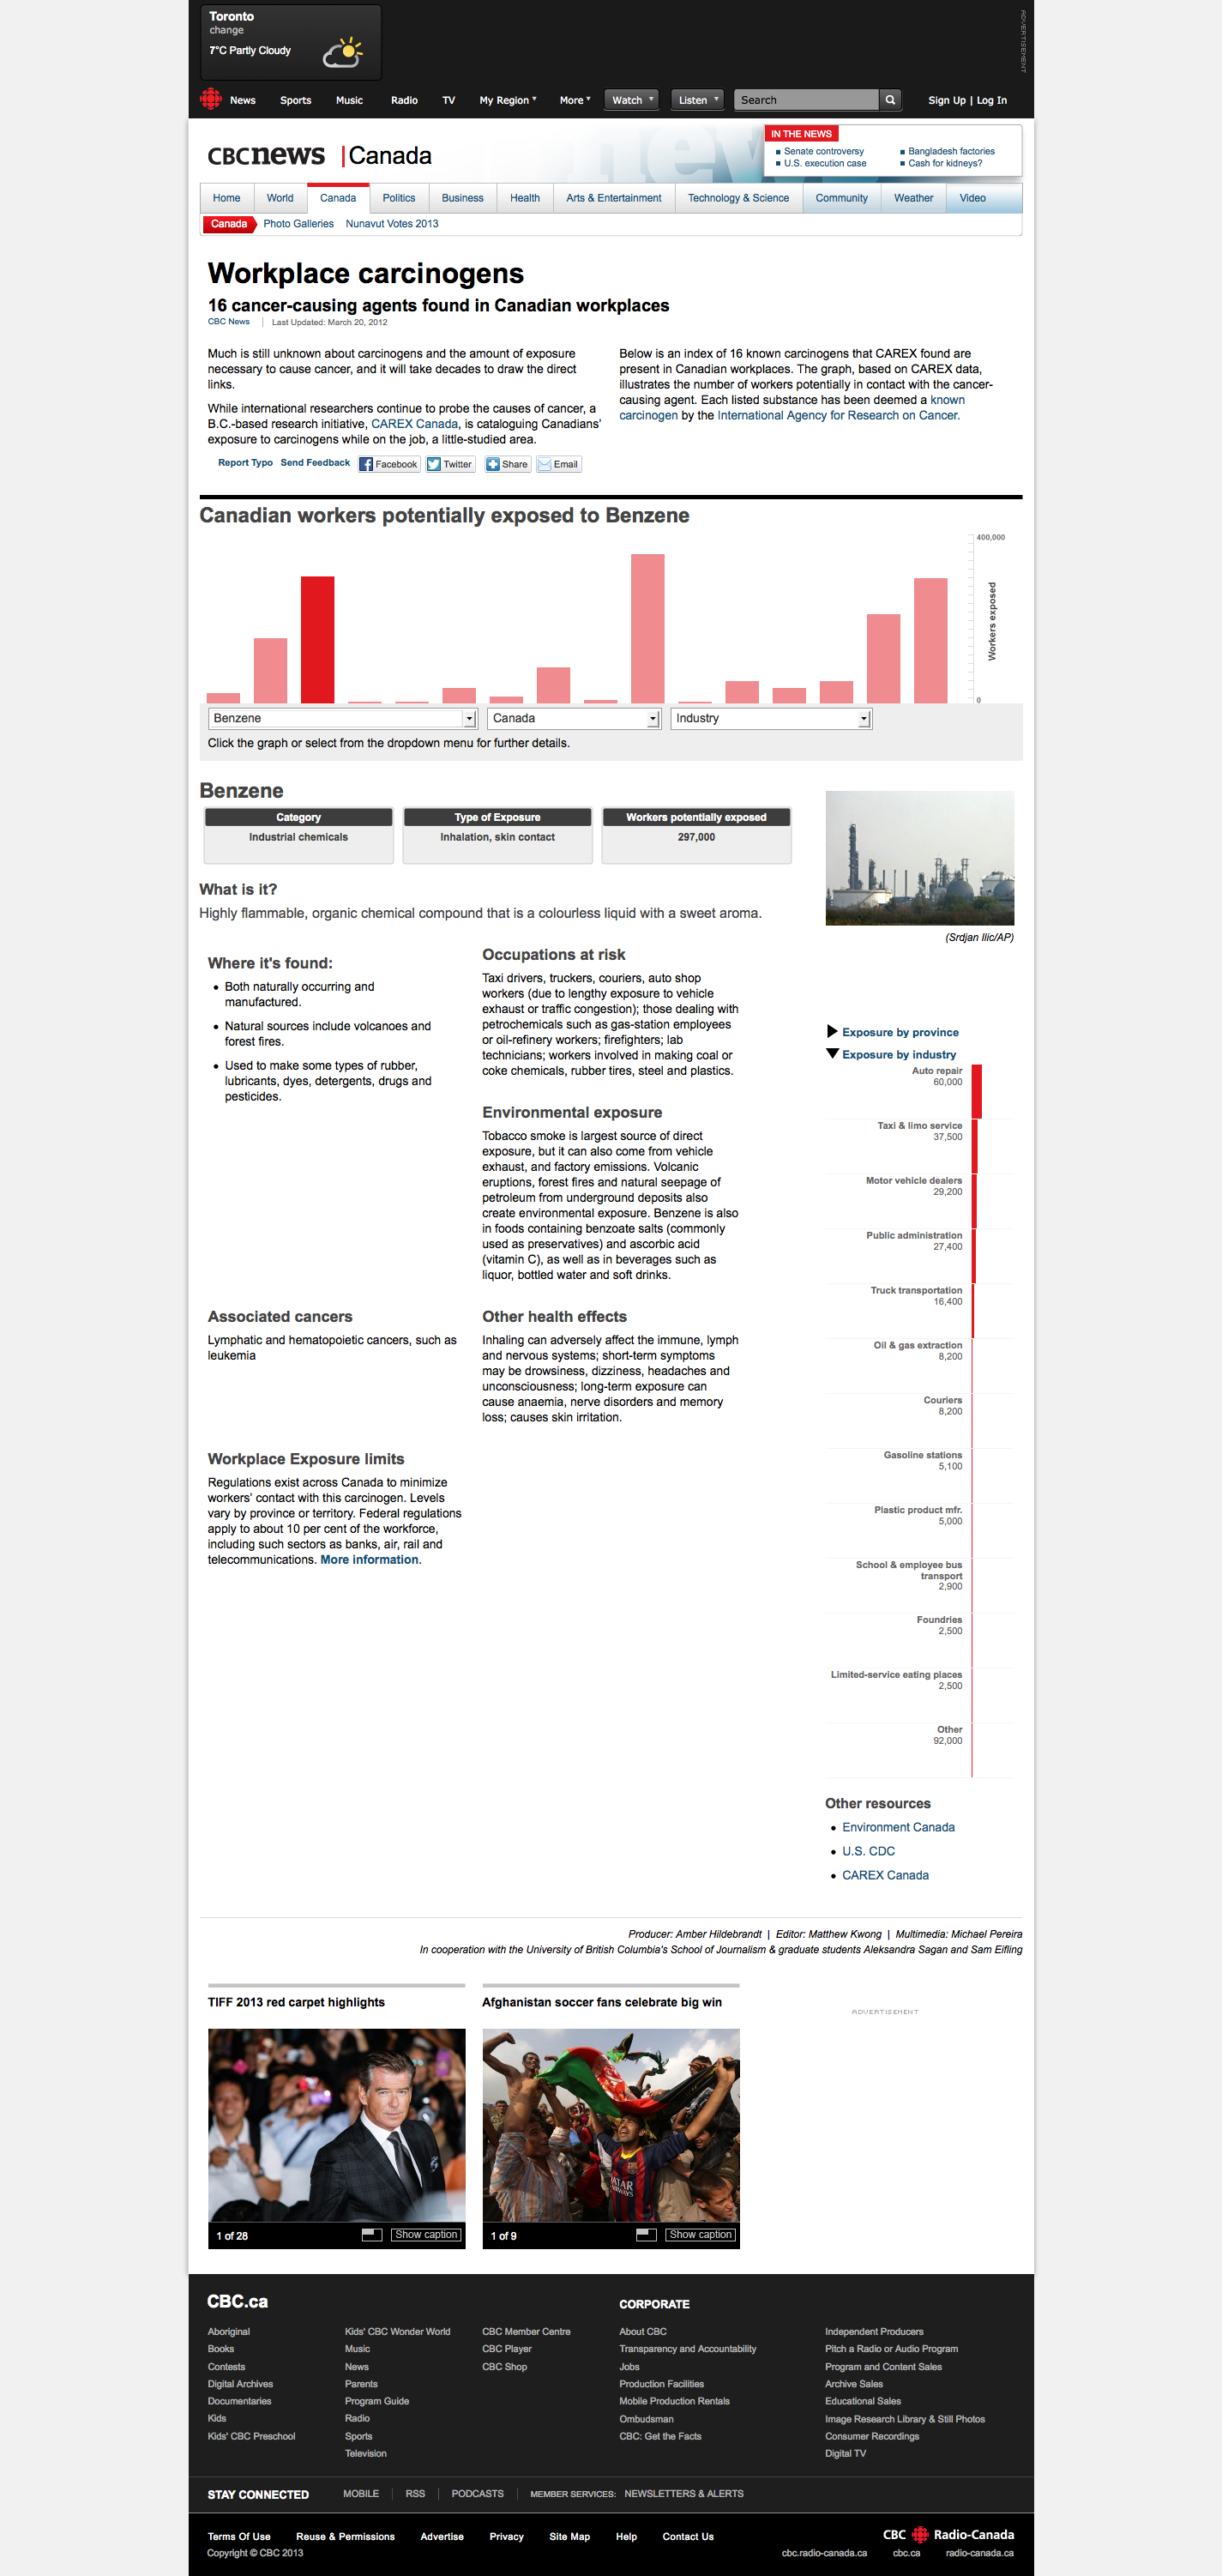 Toronto
change
7°C Partly Cloudy
ADVERTISEMENT
News Sports Music Radio TV My Region More Watch Listen Search Sign Up | Log In
CBCnews | Canada
IN THE NEWS
Senate controversy
U.S. execution case
Bangladesh factories
Cash for kidneys?
Home World Canada Politics Business Health Arts & Entertainment Technology & Science Community Weather Video
Canada Photo Galleries Nunavut Votes 2013
Workplace carcinogens
16 cancer-causing agents found in Canadian workplaces
CBC News | Last Updated: March 20, 2012
Much is still unknown about carcinogens and the amount of exposure
necessary to cause cancer, and it will take decades to draw the direct
links.
While international researchers continue to probe the causes of cancer, a
B.C.-based research initiative, CAREX Canada, is cataloguing Canadians'
exposure to carcinogens while on the job, a little-studied area.
Below is an index of 16 known carcinogens that CAREX found are
present in Canadian workplaces. The graph, based on CAREX data,
illustrates the number of workers potentially in contact with the cancer-
causing agent. Each listed substance has been deemed a known
carcinogen by the International Agency for Research on Cancer.
Report Typo Send Feedback Facebook Twitter Share Email
Canadian workers potentially exposed to Benzene
400,000
Workers exposed
0
Benzene Canada Industry
Click the graph or select from the dropdown menu for further details.
Benzene
Category
Industrial chemicals
Type of Exposure
Inhalation, skin contact
Workers potentially exposed
297,000
What is it?
Highly flammable, organic chemical compound that is a colourless liquid with a sweet aroma.
(Srdjan Ilic/AP)
Where it's found:
Both naturally occurring and
manufactured.
Natural sources include volcanoes and
forest fires.
Used to make some types of rubber,
lubricants, dyes, detergents, drugs and
pesticides.
Occupations at risk
Taxi drivers, truckers, couriers, auto shop
workers (due to lengthy exposure to vehicle
exhaust or traffic congestion); those dealing with
petrochemicals such as gas-station employees
or oil-refinery workers; firefighters; lab
technicians; workers involved in making coal or
coke chemicals, rubber tires, steel and plastics.
Environmental exposure
Tobacco smoke is largest source of direct
exposure, but it can also come from vehicle
exhaust, and factory emissions. Volcanic
eruptions, forest fires and natural seepage of
petroleum from underground deposits also
create environmental exposure. Benzene is also
in foods containing benzoate salts (commonly
used as preservatives) and ascorbic acid
(vitamin C), as well as in beverages such as
liquor, bottled water and soft drinks.
Associated cancers
Lymphatic and hematopoietic cancers, such as
leukemia
Other health effects
Inhaling can adversely affect the immune, lymph
and nervous systems; short-term symptoms
may be drowsiness, dizziness, headaches and
unconsciousness; long-term exposure can
cause anaemia, nerve disorders and memory
loss; causes skin irritation.
Workplace Exposure limits
Regulations exist across Canada to minimize
workers' contact with this carcinogen. Levels
vary by province or territory. Federal regulations
apply to about 10 per cent of the workforce,
including such sectors as banks, air, rail and
telecommunications. More information.
Exposure by province
Exposure by industry
Auto repair
60,000
Taxi & limo service
37,500
Motor vehicle dealers
29,200
Public administration
27,400
Truck transportation
16,400
Oil & gas extraction
8,200
Couriers
8,200
Gasoline stations
5,100
Plastic product mfr.
5,000
School & employee bus
transport
2,900
Foundries
2,500
Limited-service eating places
2,500
Other
92,000
Other resources
Environment Canada
U.S. CDC
CAREX Canada
Producer: Amber Hildebrandt | Editor: Matthew Kwong | Multimedia: Michael Pereira
In cooperation with the University of British Columbia's School of Journalism & graduate students Aleksandra Sagan and Sam Eifling
TIFF 2013 red carpet highlights
1 of 28 Show caption
Afghanistan soccer fans celebrate big win
QATAR
AIRWAYS
1 of 9 Show caption
ADVERTISEMENT
CBC.ca
Aboriginal
Books
Contests
Digital Archives
Documentaries
Kids
Kids' CBC Preschool
Kids' CBC Wonder World
Music
News
Parents
Program Guide
Radio
Sports
Television
CBC Member Centre
CBC Player
CBC Shop
CORPORATE
About CBC
Transparency and Accountability
Jobs
Production Facilities
Mobile Production Rentals
Ombudsman
CBC: Get the Facts
Independent Producers
Pitch a Radio or Audio Program
Program and Content Sales
Archive Sales
Educational Sales
Image Research Library & Still Photos
Consumer Recordings
Digital TV
STAY CONNECTED MOBILE | RSS | PODCASTS | MEMBER SERVICES: NEWSLETTERS & ALERTS
Terms Of Use Reuse & Permissions Advertise Privacy Site Map Help Contact Us
Copyright © CBC 2013
CBC Radio-Canada
cbc.radio-canada.ca cbc.ca radio-canada.ca